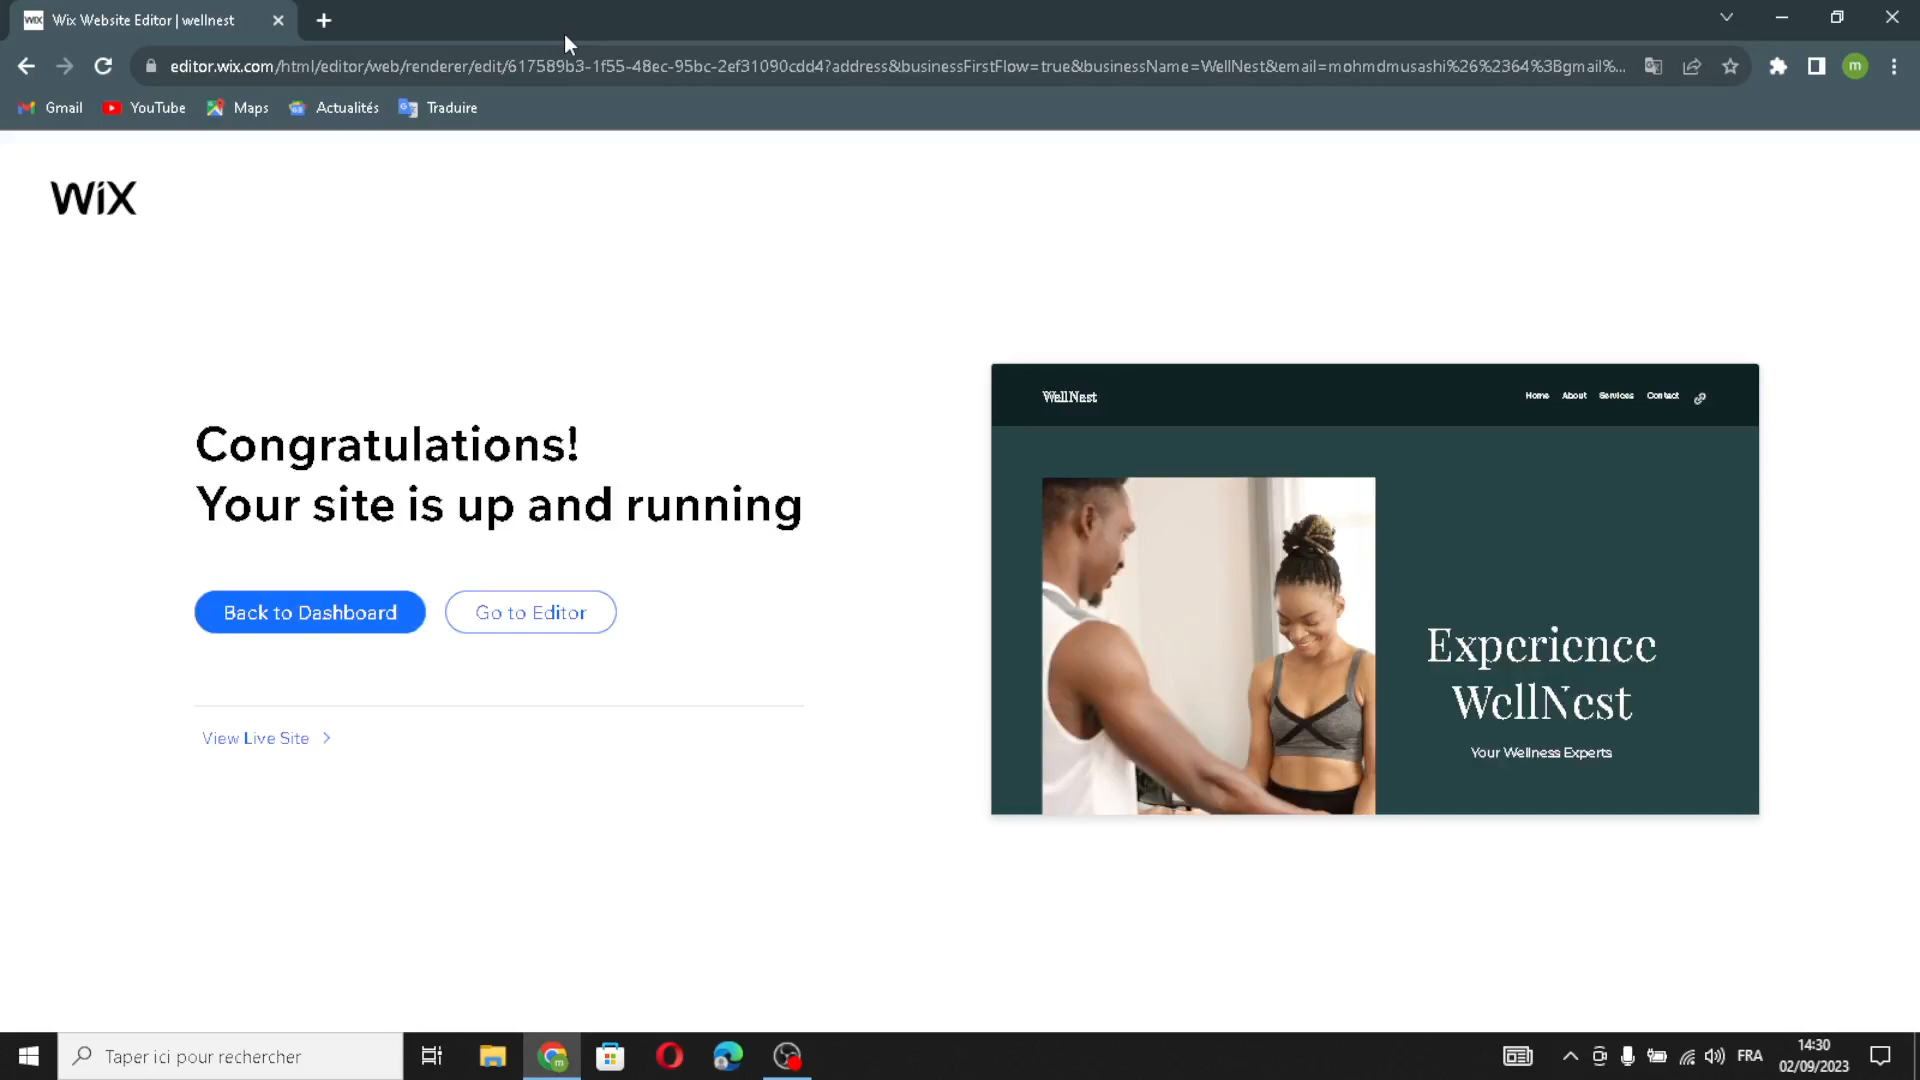 WiX Wix Website Editor | wellnest
editor.wix.com/html/editor/web/renderer/edit/617589b3-1f55-48ec-95bc-2ef31090cdd4?address&businessFirstFlow=true&businessName=WellNest&email=mohmdmusashi%26%2364%3Bgmail%...
m
Gmail YouTube Maps Actualités Traduire
WiX
WellNest Home About Services Contact
Congratulations!
Your site is up and running
Back to Dashboard Go to Editor
View Live Site >
Experience
WellNest
Your Wellness Experts
Taper ici pour rechercher
FRA
14:30
02/09/2023